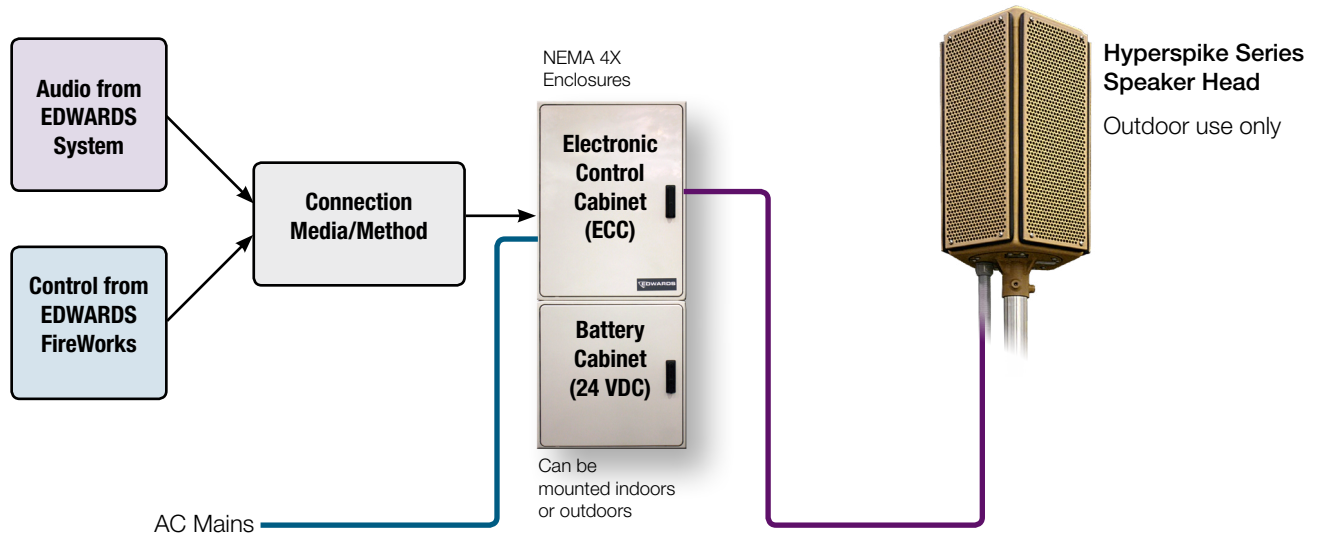 Audio from
EDWARDS
System
Control from
EDWARDS
FireWorks
Connection
Media/Method
NEMA 4X
Enclosures
Electronic
Control
Cabinet
(ECC)
EDWARDS
Battery
Cabinet
(24 VDC)
Can be
mounted indoors
or outdoors
AC Mains
Hyperspike Series
Speaker Head
Outdoor use only